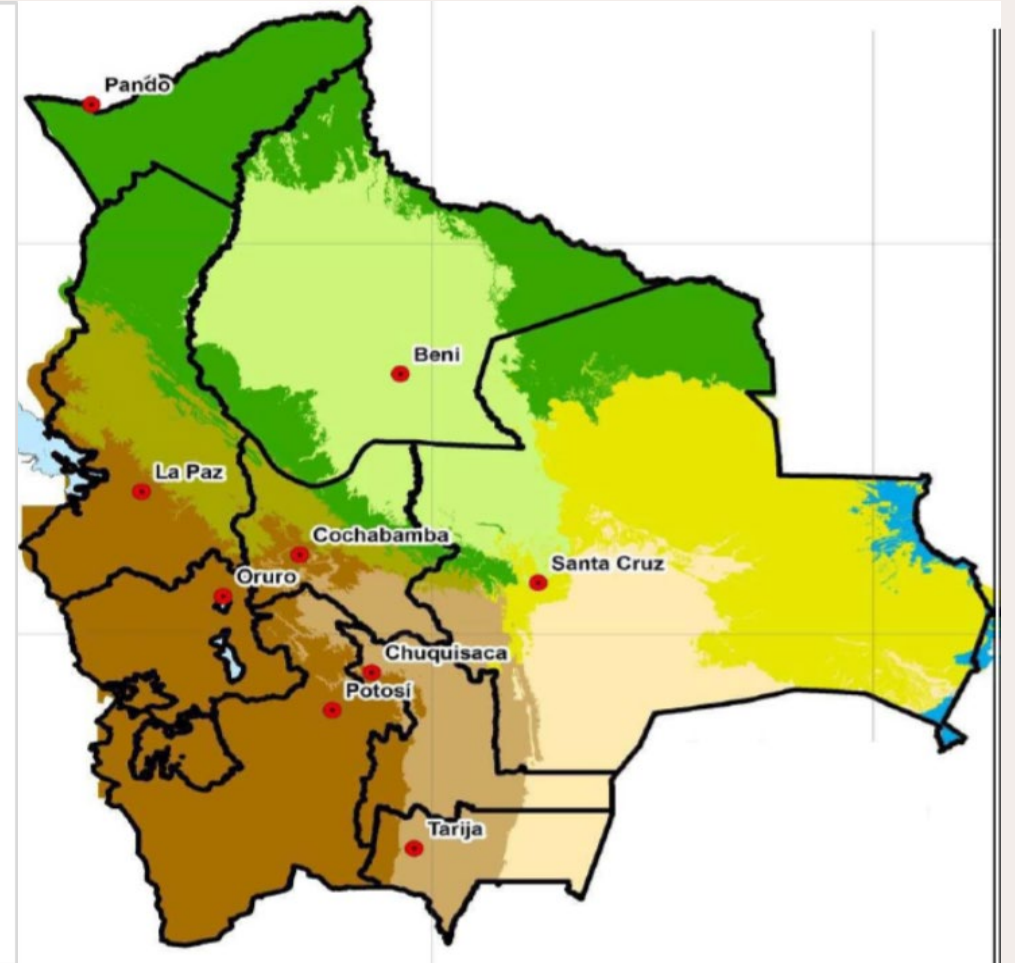 Pando
Beni
La Paz
Cochabamba
Santa Cruz
Oruro
Chuquisaca
Potosí
Tarija